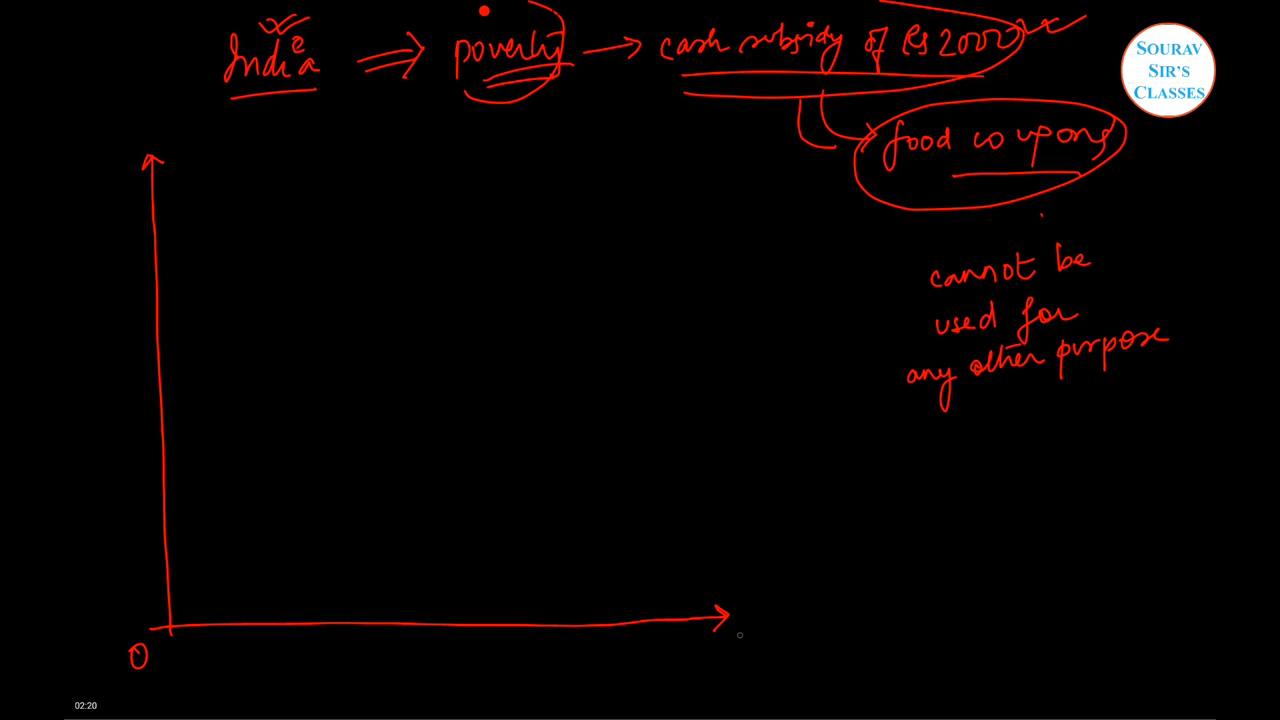 India ⇒ poverty → cash subsidy of Rs 2000
food coupons
cannot be
used for
any other purpose
O
SOURAV
SIR'S
CLASSES
02:20